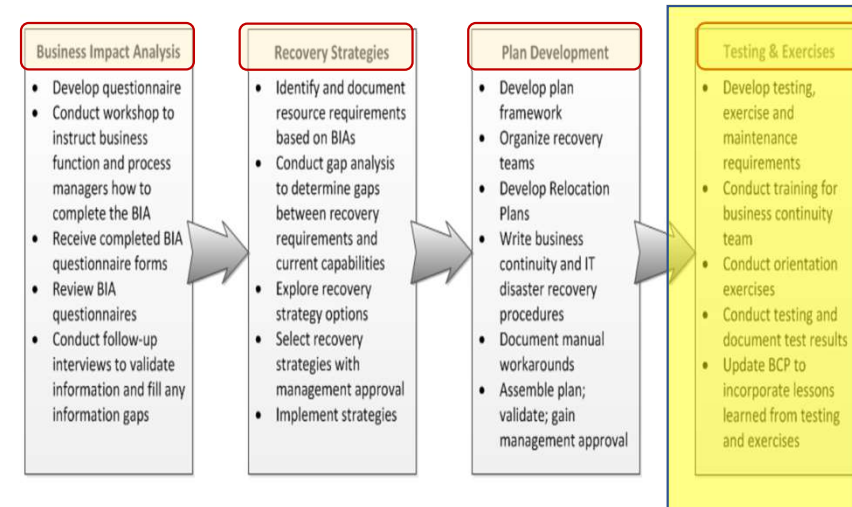 Business Impact Analysis
• Develop questionnaire
• Conduct workshop to
instruct business
function and process
managers how to
complete the BIA
• Receive completed BIA
questionnaire forms
• Review BIA
questionnaires
• Conduct follow-up
interviews to validate
information and fill any
information gaps
Recovery Strategies
• Identify and document
resource requirements
based on BIAs
• Conduct gap analysis
to determine gaps
between recovery
requirements and
current capabilities
• Explore recovery
strategy options
• Select recovery
strategies with
management approval
• Implement strategies
Plan Development
• Develop plan
framework
• Organize recovery
teams
• Develop Relocation
Plans
• Write business
continuity and IT
disaster recovery
procedures
• Document manual
workarounds
• Assemble plan;
validate; gain
management approval
Testing & Exercises
• Develop testing,
exercise and
maintenance
requirements
• Conduct training for
business continuity
team
• Conduct orientation
exercises
• Conduct testing and
document test results
• Update BCP to
incorporate lessons
learned from testing
and exercises